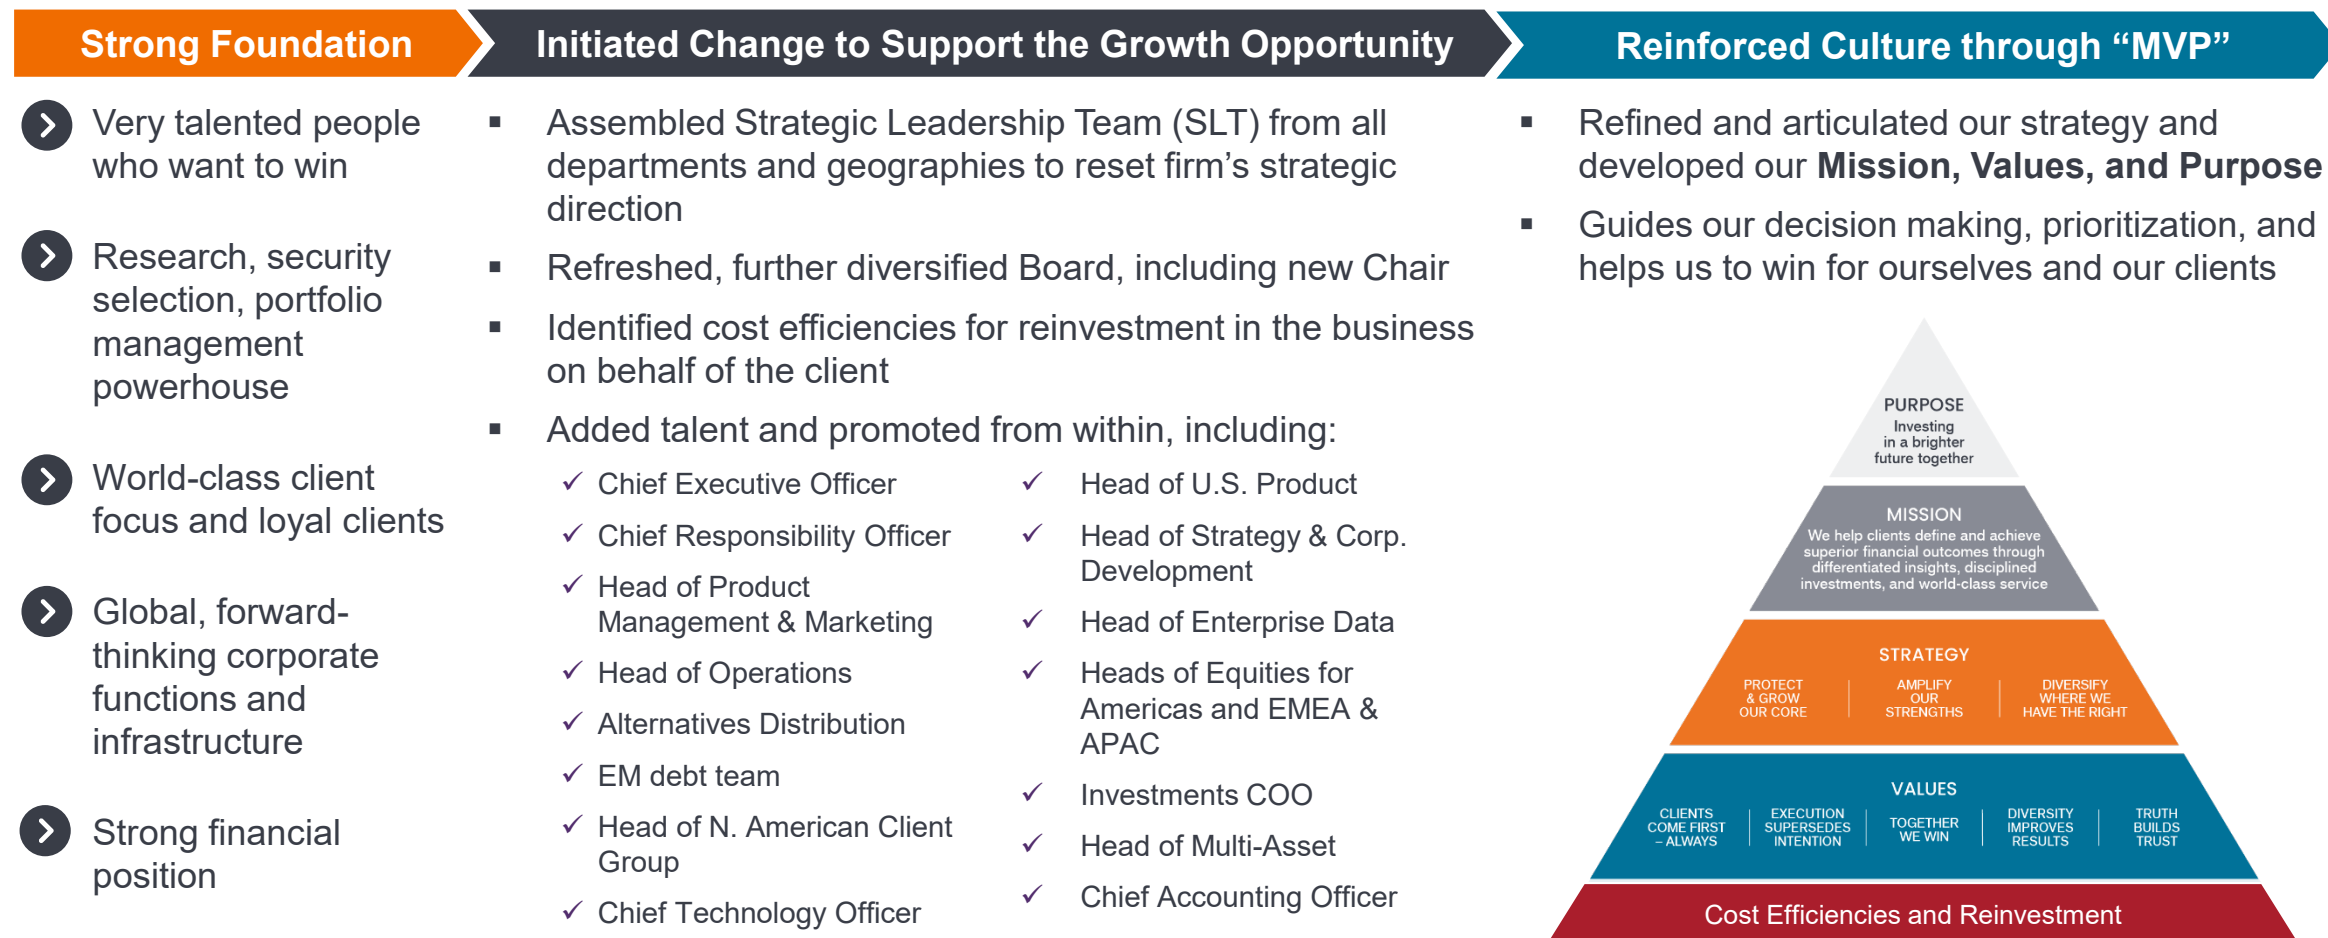 Strong Foundation
Initiated Change to Support the Growth Opportunity
Reinforced Culture through “MVP”
Very talented people
who want to win
Research, security
selection, portfolio
management
powerhouse
World-class client
focus and loyal clients
Global, forward-
thinking corporate
functions and
infrastructure
Strong financial
position
Assembled Strategic Leadership Team (SLT) from all
departments and geographies to reset firm’s strategic
direction
Refreshed, further diversified Board, including new Chair
Identified cost efficiencies for reinvestment in the business
on behalf of the client
Added talent and promoted from within, including:
Chief Executive Officer
Chief Responsibility Officer
Head of Product
Management & Marketing
Head of Operations
Alternatives Distribution
EM debt team
Head of N. American Client
Group
Chief Technology Officer
Head of U.S. Product
Head of Strategy & Corp.
Development
Head of Enterprise Data
Heads of Equities for
Americas and EMEA &
APAC
Investments COO
Head of Multi-Asset
Chief Accounting Officer
Refined and articulated our strategy and
developed our Mission, Values, and Purpose
Guides our decision making, prioritization, and
helps us to win for ourselves and our clients
PURPOSE
Investing
in a brighter
future together
MISSION
We help clients define and achieve
superior financial outcomes through
differentiated insights, disciplined
investments, and world-class service
STRATEGY
PROTECT
& GROW
OUR CORE
AMPLIFY
OUR
STRENGTHS
DIVERSIFY
WHERE WE
HAVE THE RIGHT
VALUES
CLIENTS
COME FIRST
– ALWAYS
EXECUTION
SUPERSEDES
INTENTION
TOGETHER
WE WIN
DIVERSITY
IMPROVES
RESULTS
TRUTH
BUILDS
TRUST
Cost Efficiencies and Reinvestment